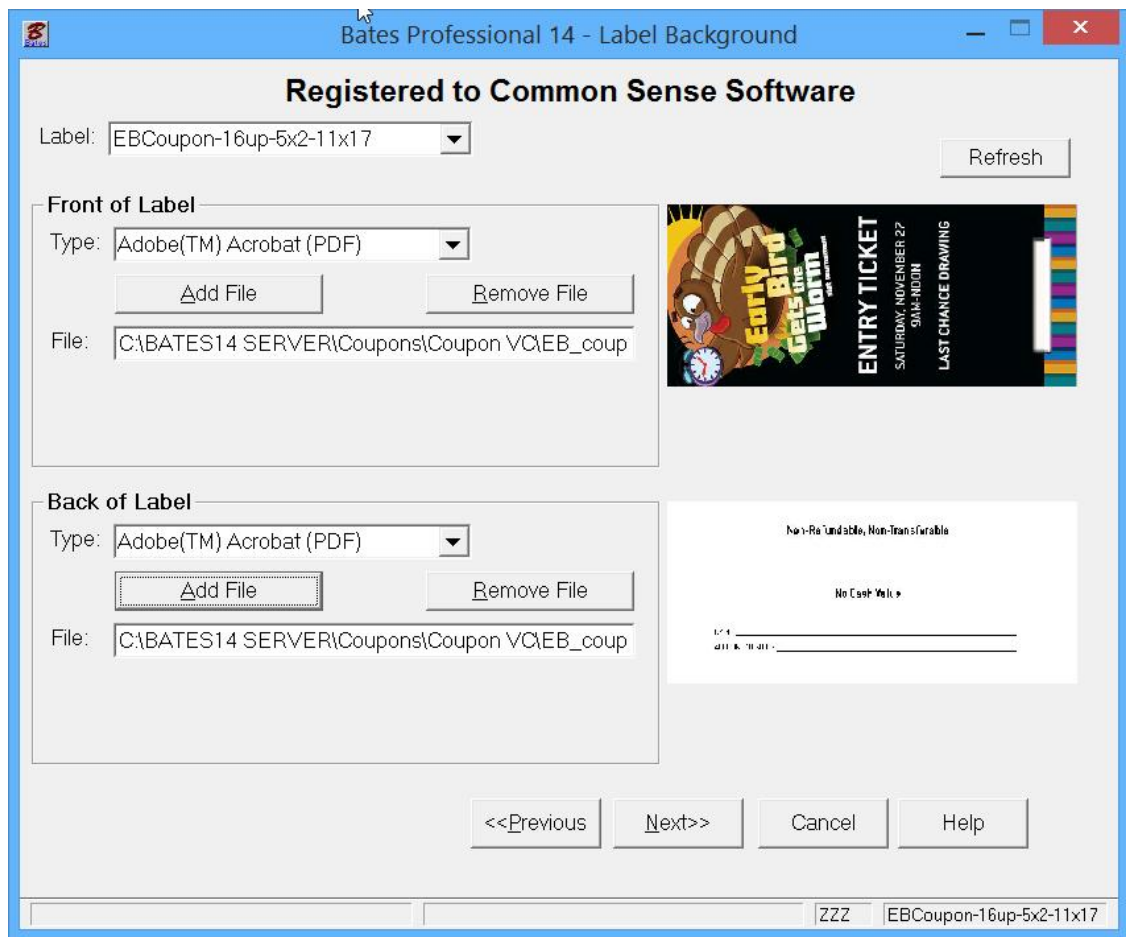 Bates
Bates Professional 14 - Label Background
Registered to Common Sense Software
Label: EBCoupon-16up-5x2-11x17
Refresh
Front of Label
Type: Adobe(TM) Acrobat (PDF)
Add File
Remove File
File: C:\BATES14 SERVER\Coupons\Coupon VC\EB_coup
Early
Bird
Gets the
Worm
ENTRY TICKET
SATURDAY, NOVEMBER 27
9AM-NOON
LAST CHANCE DRAWING
Back of Label
Type: Adobe(TM) Acrobat (PDF)
Add File
Remove File
File: C:\BATES14 SERVER\Coupons\Coupon VC\EB_coup
Non-Refundable, Non-Transferable
No Cash Value
<<Previous
Next>>
Cancel
Help
ZZZ
EBCoupon-16up-5x2-11x17